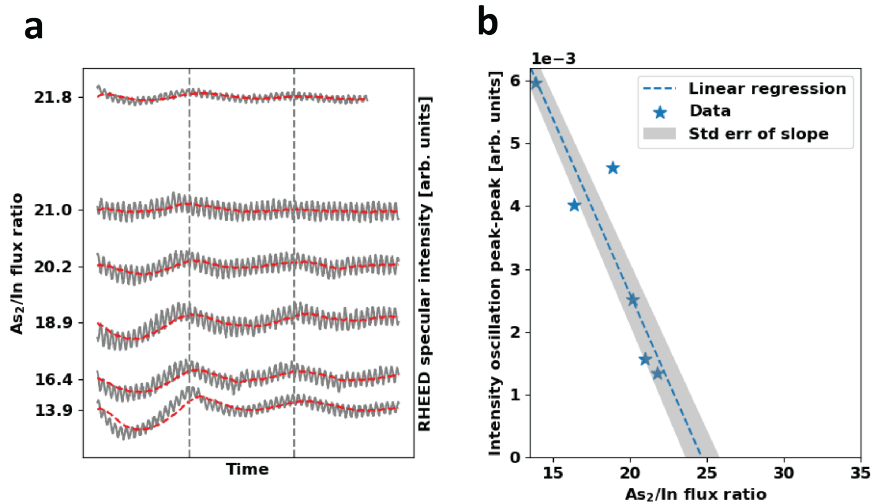 a
21.8
21.0
20.2
18.9
16.4
13.9
As₂/In flux ratio
Time
RHEED specular intensity [arb. units]
b
1e−3
6
5
4
3
2
1
0
Intensity oscillation peak-peak [arb. units]
Linear regression
Data
Std err of slope
15 20 25 30 35
As₂/In flux ratio